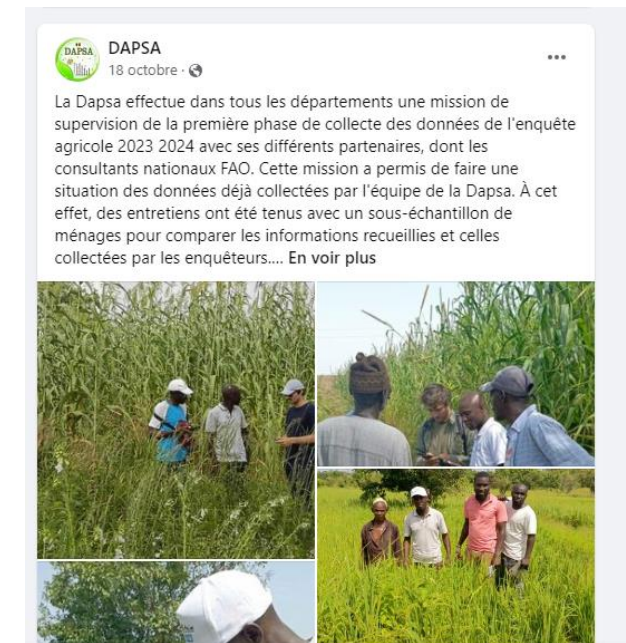 DAPSA
DAPSA
18 octobre ·
La Dapsa effectue dans tous les départements une mission de
supervision de la première phase de collecte des données de l'enquête
agricole 2023 2024 avec ses différents partenaires, dont les
consultants nationaux FAO. Cette mission a permis de faire une
situation des données déjà collectées par l'équipe de la Dapsa. À cet
effet, des entretiens ont été tenus avec un sous-échantillon de
ménages pour comparer les informations recueillies et celles
collectées par les enquêteurs.... En voir plus